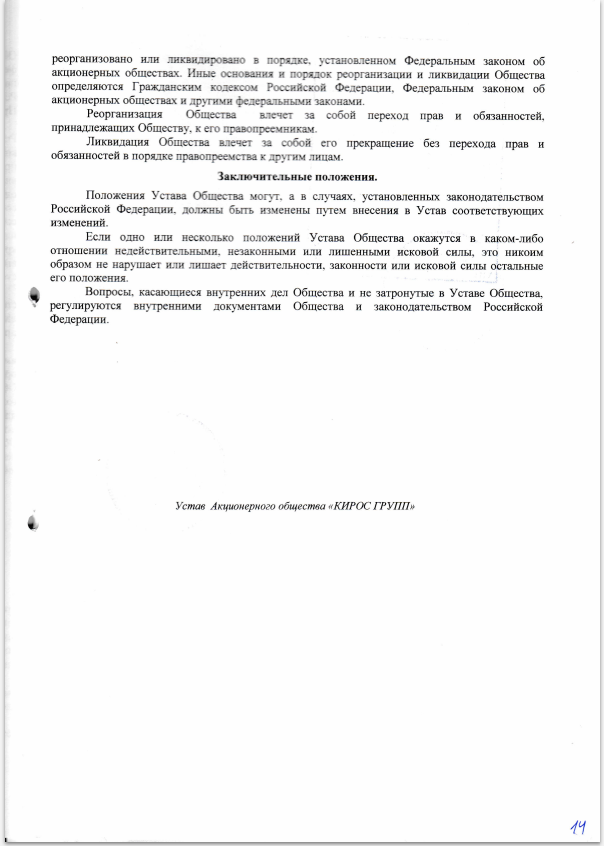 реорганизовано или ликвидировано в порядке, установленном Федеральным законом об
акционерных обществах. Иные основания и порядок реорганизации и ликвидации Общества
определяются Гражданским кодексом Российской Федерации, Федеральным законом об
акционерных обществах и другими федеральными законами.
Реорганизация Общества влечет за собой переход прав и обязанностей,
принадлежащих Обществу, к его правопреемникам.
Ликвидация Общества влечет за собой его прекращение без перехода прав и
обязанностей в порядке правопреемства к другим лицам.
Заключительные положения.
Положения Устава Общества могут, а в случаях, установленных законодательством
Российской Федерации, должны быть изменены путем внесения в Устав соответствующих
изменений.
Если одно или несколько положений Устава Общества окажутся в каком-либо
отношении недействительными, незаконными или лишенными исковой силы, это никоим
образом не нарушает или лишает действительности, законности или исковой силы остальные
его положения.
Вопросы, касающиеся внутренних дел Общества и не затронутые в Уставе Общества,
регулируются внутренними документами Общества и законодательством Российской
Федерации.
Устав Акционерного общества «КИРОС ГРУПП»
14